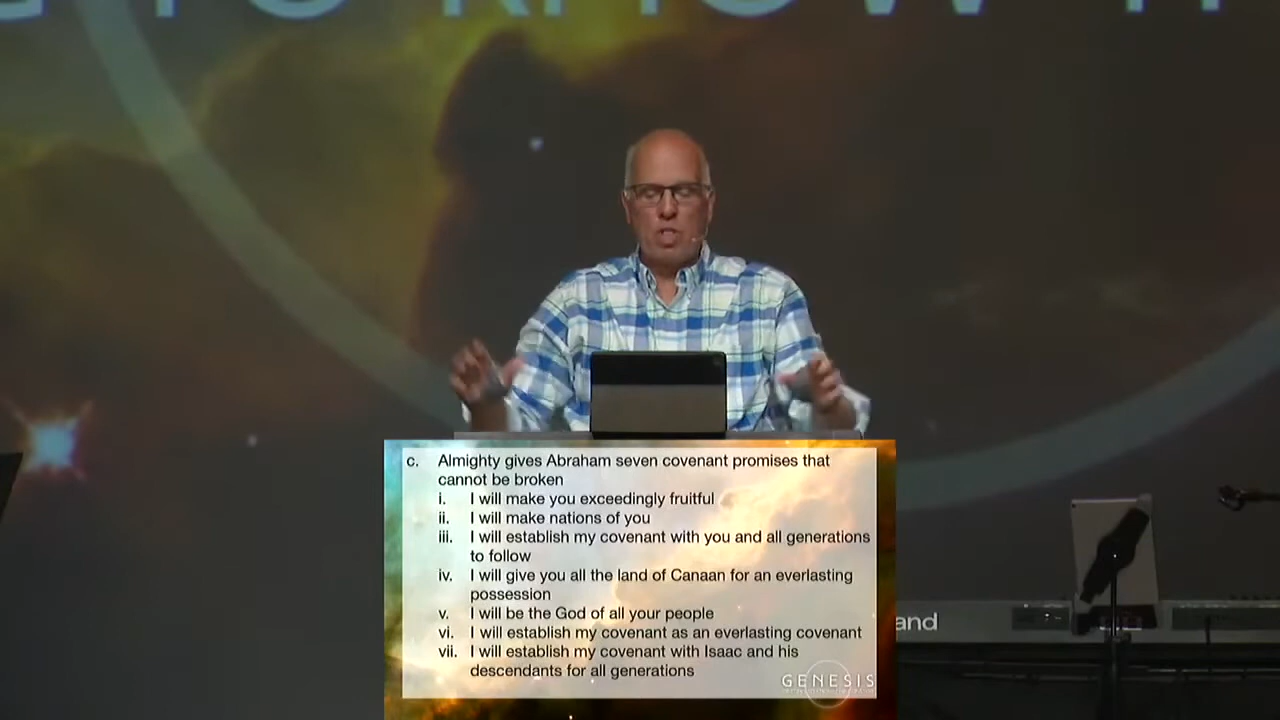 TO KNOW
c. Almighty gives Abraham seven covenant promises that
cannot be broken
i. I will make you exceedingly fruitful
ii. I will make nations of you
iii. I will establish my covenant with you and all generations
to follow
iv. I will give you all the land of Canaan for an everlasting
possession
v. I will be the God of all your people
vi. I will establish my covenant as an everlasting covenant
vii. I will establish my covenant with Isaac and his
descendants for all generations
GENESIS
and